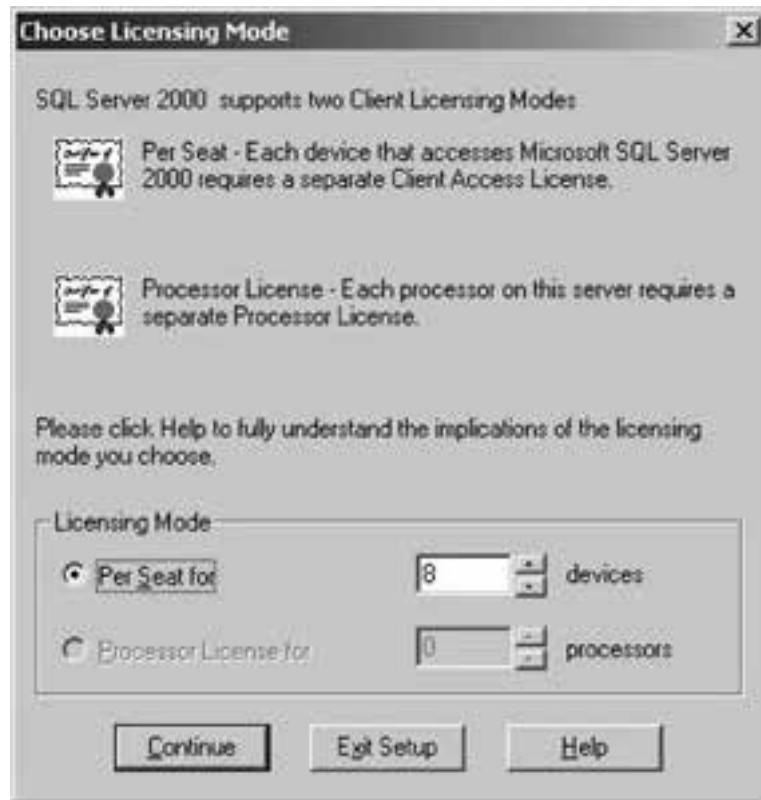 Choose Licensing Mode
SQL Server 2000 supports two Client Licensing Modes
Per Seat - Each device that accesses Microsoft SQL Server
2000 requires a separate Client Access License.
Processor License - Each processor on this server requires a
separate Processor License.
Please click Help to fully understand the implications of the licensing
mode you choose.
Licensing Mode
Per Seat for 8 devices
Processor License for 0 processors
Continue Exit Setup Help